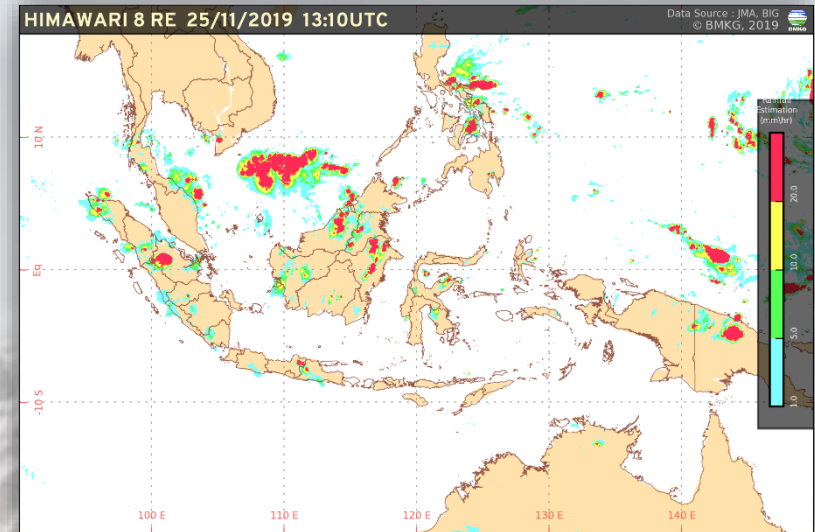 HIMAWARI 8 RE 25/11/2019 13:10UTC
Data Source : JMA, BIG
© BMKG, 2019
BMKG
Rainfall
Estimation
(mm/hr)
20.0
10.0
5.0
1.0
10 N
Eq
-10 S
100 E
110 E
120 E
130 E
140 E